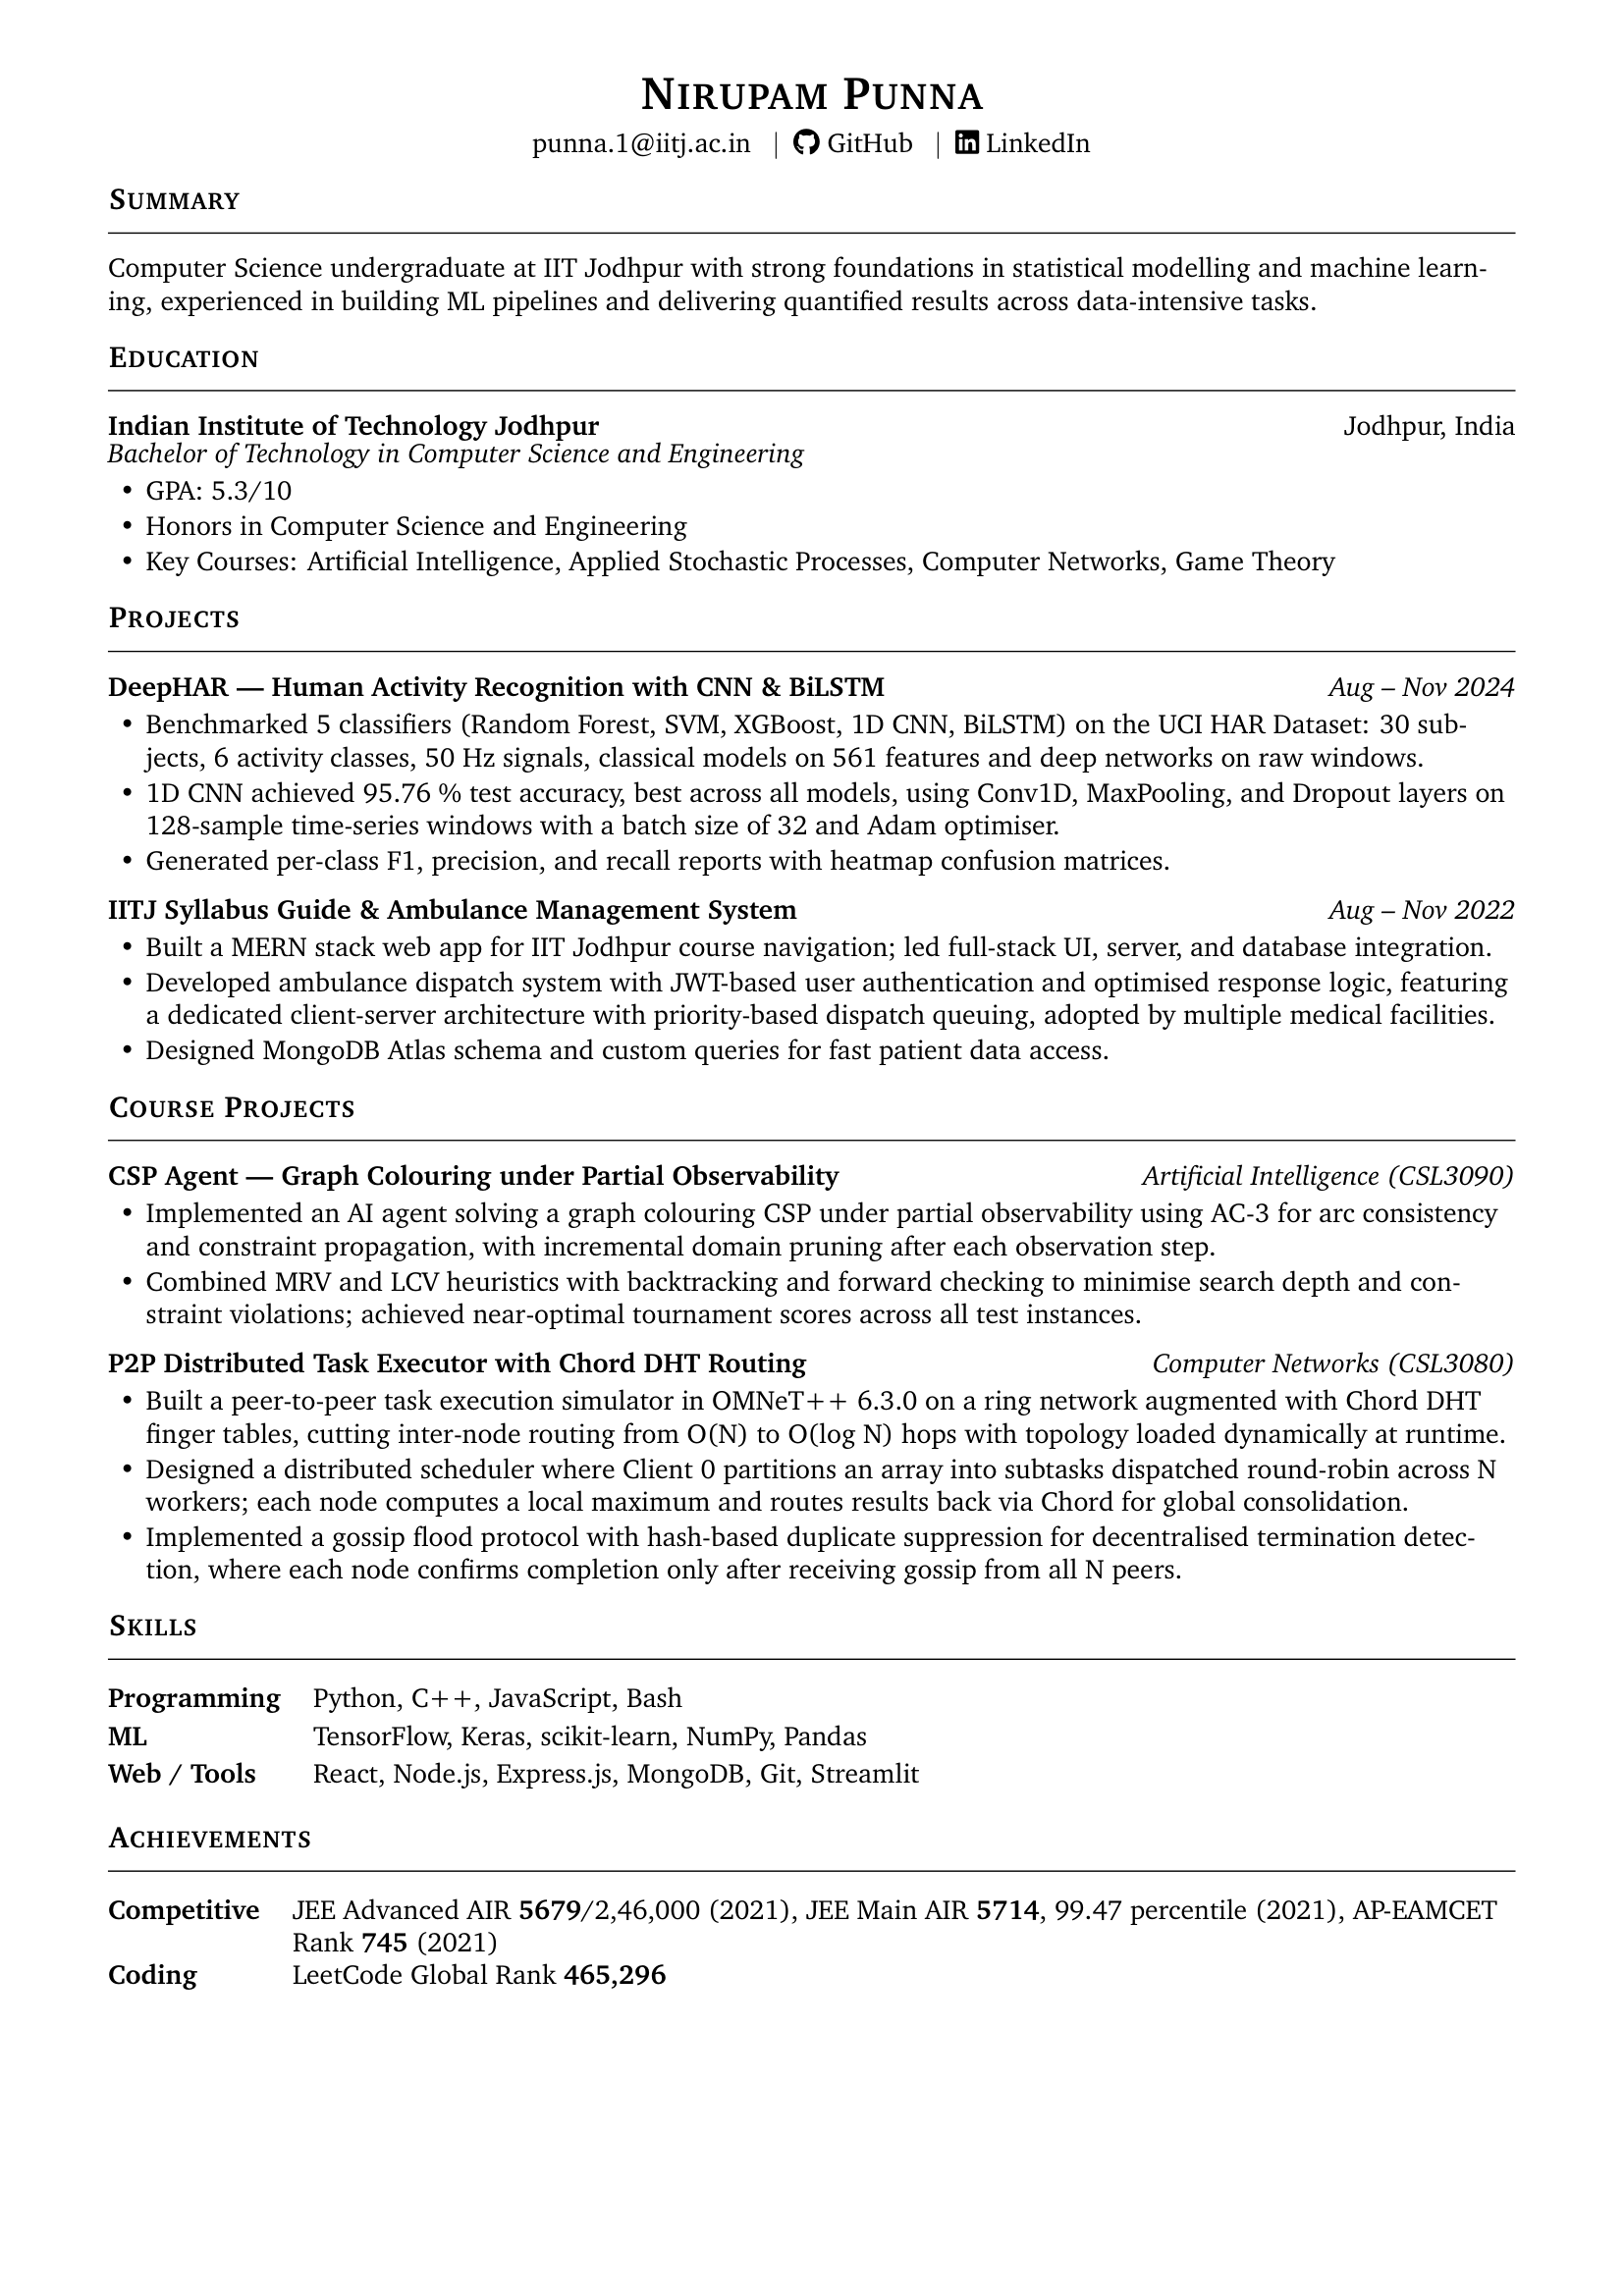 Nirupam Punna
punna.1@iitj.ac.in | GitHub | LinkedIn
Summary
Computer Science undergraduate at IIT Jodhpur with strong foundations in statistical modelling and machine learn-
ing, experienced in building ML pipelines and delivering quantified results across data-intensive tasks.
Education
Indian Institute of Technology Jodhpur Jodhpur, India
Bachelor of Technology in Computer Science and Engineering
• GPA: 5.3/10
• Honors in Computer Science and Engineering
• Key Courses: Artificial Intelligence, Applied Stochastic Processes, Computer Networks, Game Theory
Projects
DeepHAR — Human Activity Recognition with CNN & BiLSTM Aug – Nov 2024
• Benchmarked 5 classifiers (Random Forest, SVM, XGBoost, 1D CNN, BiLSTM) on the UCI HAR Dataset: 30 sub-
jects, 6 activity classes, 50 Hz signals, classical models on 561 features and deep networks on raw windows.
• 1D CNN achieved 95.76 % test accuracy, best across all models, using Conv1D, MaxPooling, and Dropout layers on
128-sample time-series windows with a batch size of 32 and Adam optimiser.
• Generated per-class F1, precision, and recall reports with heatmap confusion matrices.
IITJ Syllabus Guide & Ambulance Management System Aug – Nov 2022
• Built a MERN stack web app for IIT Jodhpur course navigation; led full-stack UI, server, and database integration.
• Developed ambulance dispatch system with JWT-based user authentication and optimised response logic, featuring
a dedicated client-server architecture with priority-based dispatch queuing, adopted by multiple medical facilities.
• Designed MongoDB Atlas schema and custom queries for fast patient data access.
Course Projects
CSP Agent — Graph Colouring under Partial Observability Artificial Intelligence (CSL3090)
• Implemented an AI agent solving a graph colouring CSP under partial observability using AC-3 for arc consistency
and constraint propagation, with incremental domain pruning after each observation step.
• Combined MRV and LCV heuristics with backtracking and forward checking to minimise search depth and con-
straint violations; achieved near-optimal tournament scores across all test instances.
P2P Distributed Task Executor with Chord DHT Routing Computer Networks (CSL3080)
• Built a peer-to-peer task execution simulator in OMNeT++ 6.3.0 on a ring network augmented with Chord DHT
finger tables, cutting inter-node routing from O(N) to O(log N) hops with topology loaded dynamically at runtime.
• Designed a distributed scheduler where Client 0 partitions an array into subtasks dispatched round-robin across N
workers; each node computes a local maximum and routes results back via Chord for global consolidation.
• Implemented a gossip flood protocol with hash-based duplicate suppression for decentralised termination detec-
tion, where each node confirms completion only after receiving gossip from all N peers.
Skills
Programming Python, C++, JavaScript, Bash
ML TensorFlow, Keras, scikit-learn, NumPy, Pandas
Web / Tools React, Node.js, Express.js, MongoDB, Git, Streamlit
Achievements
Competitive JEE Advanced AIR 5679/2,46,000 (2021), JEE Main AIR 5714, 99.47 percentile (2021), AP-EAMCET
Rank 745 (2021)
Coding LeetCode Global Rank 465,296